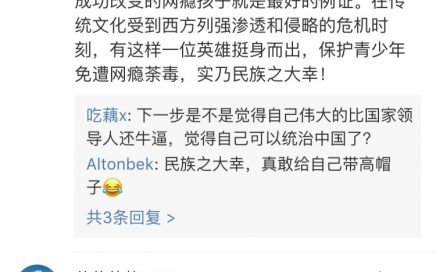 成功改变的网瘾孩子就是最好的例证。在传
统文化受到西方列强渗透和侵略的危机时
刻，有这样一位英雄挺身而出，保护青少年
免遭网瘾荼毒，实乃民族之大幸！
吃藕x: 下一步是不是觉得自己伟大的比国家领
导人还牛逼，觉得自己可以统治中国了？
Altonbek: 民族之大幸，真敢给自己带高帽
子😂
共3条回复 >